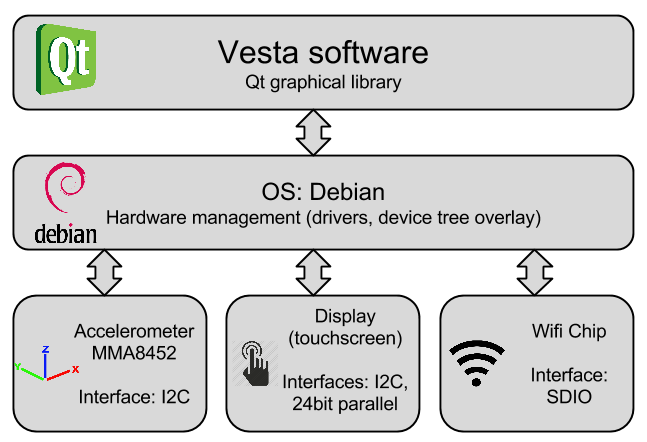 Qt
Vesta software
Qt graphical library
OS: Debian
Hardware management (drivers, device tree overlay)
debian
Accelerometer
MMA8452
Z
Y
X
Interface: I2C
Display
(touchscreen)
Interfaces: I2C,
24bit parallel
Wifi Chip
Interface:
SDIO